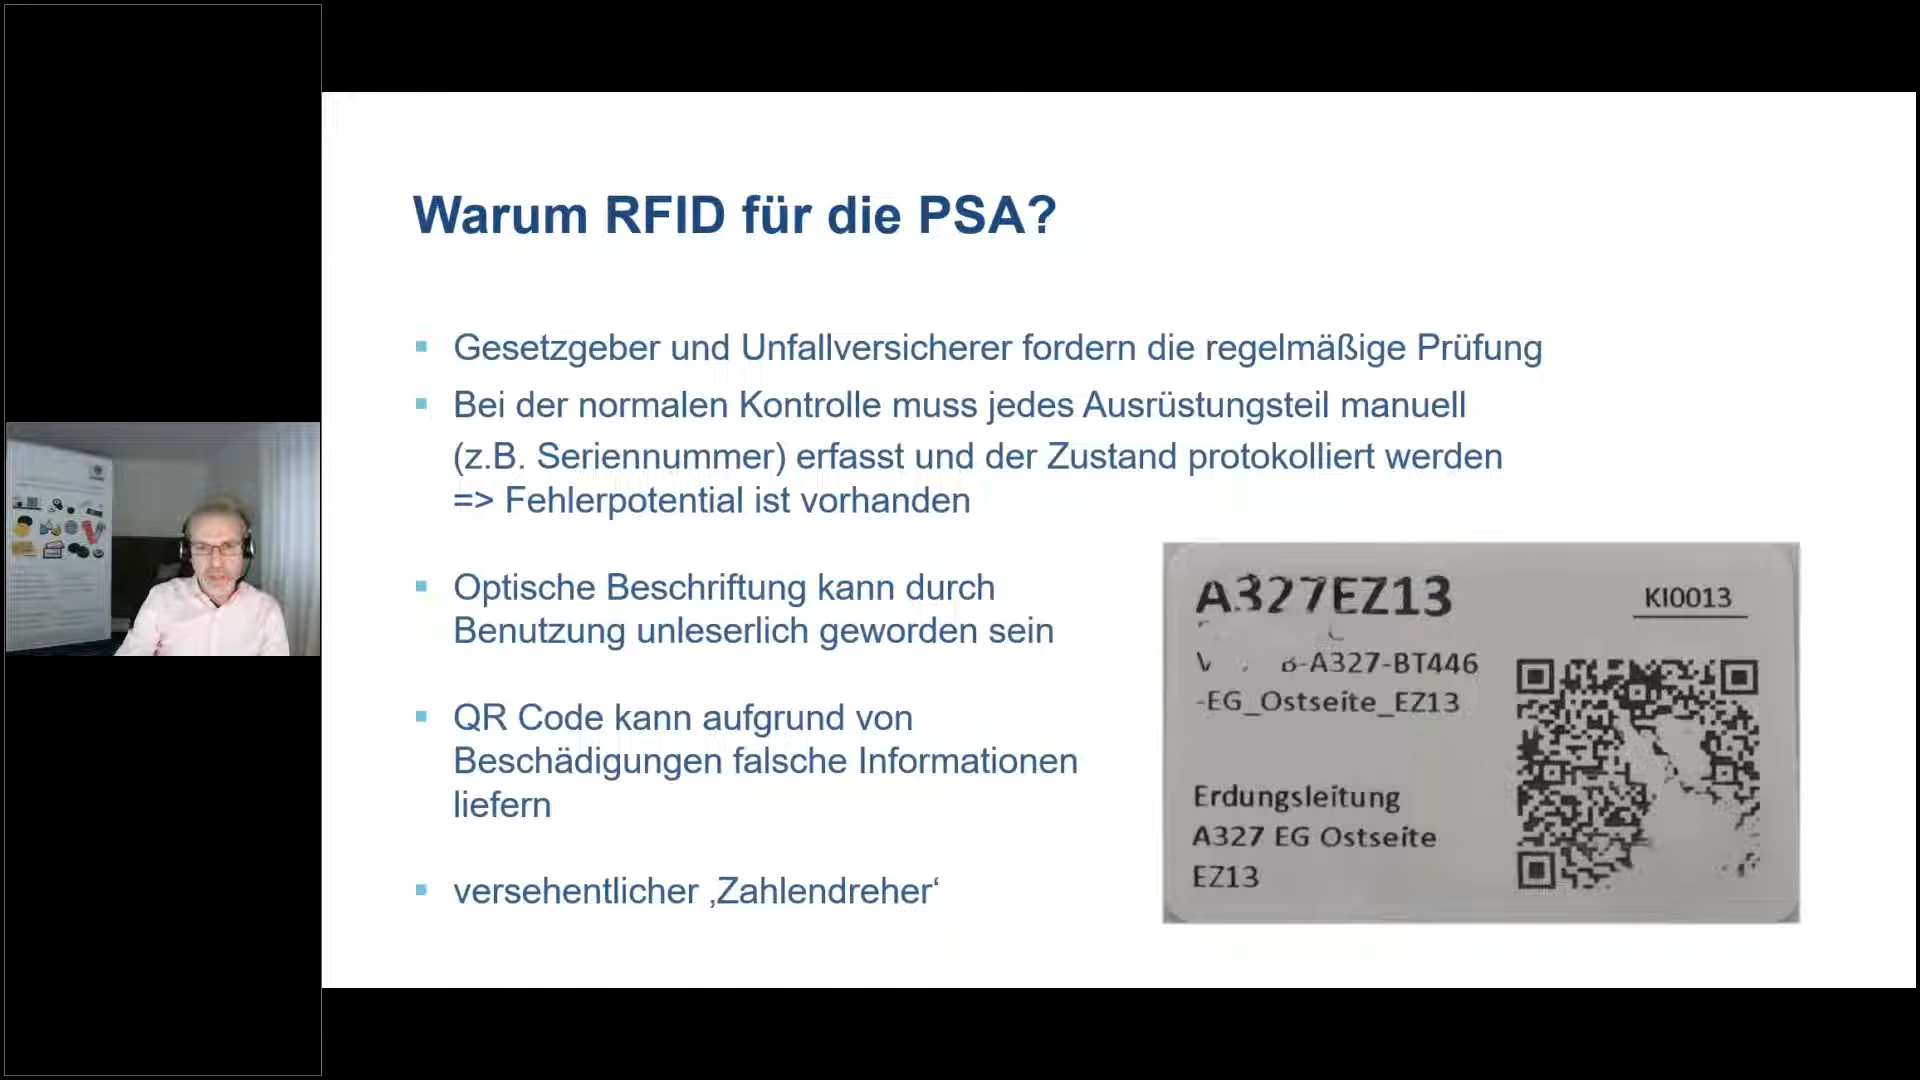 Warum RFID für die PSA?
Gesetzgeber und Unfallversicherer fordern die regelmäßige Prüfung
Bei der normalen Kontrolle muss jedes Ausrüstungsteil manuell
(z.B. Seriennummer) erfasst und der Zustand protokolliert werden
=> Fehlerpotential ist vorhanden
Optische Beschriftung kann durch
Benutzung unleserlich geworden sein
QR Code kann aufgrund von
Beschädigungen falsche Informationen
liefern
versehentlicher ‚Zahlendreher‘
A327EZ13
KI0013
-A327-BT446
-EG_Ostseite_EZ13
Erdungsleitung
A327 EG Ostseite
EZ13